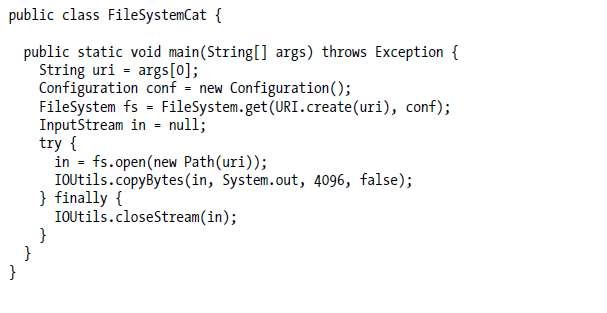 public class FileSystemCat {
  public static void main(String[] args) throws Exception {
    String uri = args[0];
    Configuration conf = new Configuration();
    FileSystem fs = FileSystem.get(URI.create(uri), conf);
    InputStream in = null;
    try {
      in = fs.open(new Path(uri));
      IOUtils.copyBytes(in, System.out, 4096, false);
    } finally {
      IOUtils.closeStream(in);
    }
  }
}